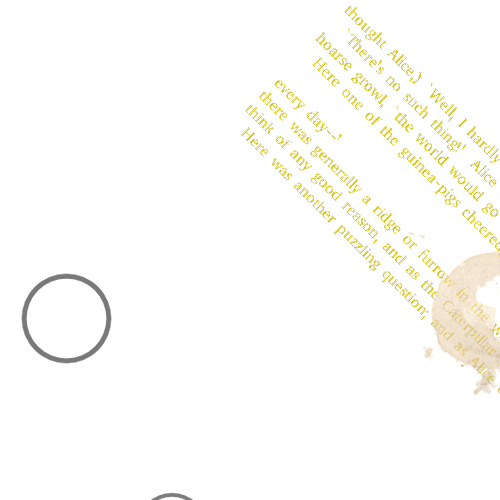 thought Alice,) `Well, I hardly
`There's no such thing!' Alice
hoarse growl, `the world would go
Here one of the guinea-pigs cheered
every day--'
there was generally a ridge or furrow in the
think of any good reason, and as the Caterpillar
Here was another puzzling question; and as Alice